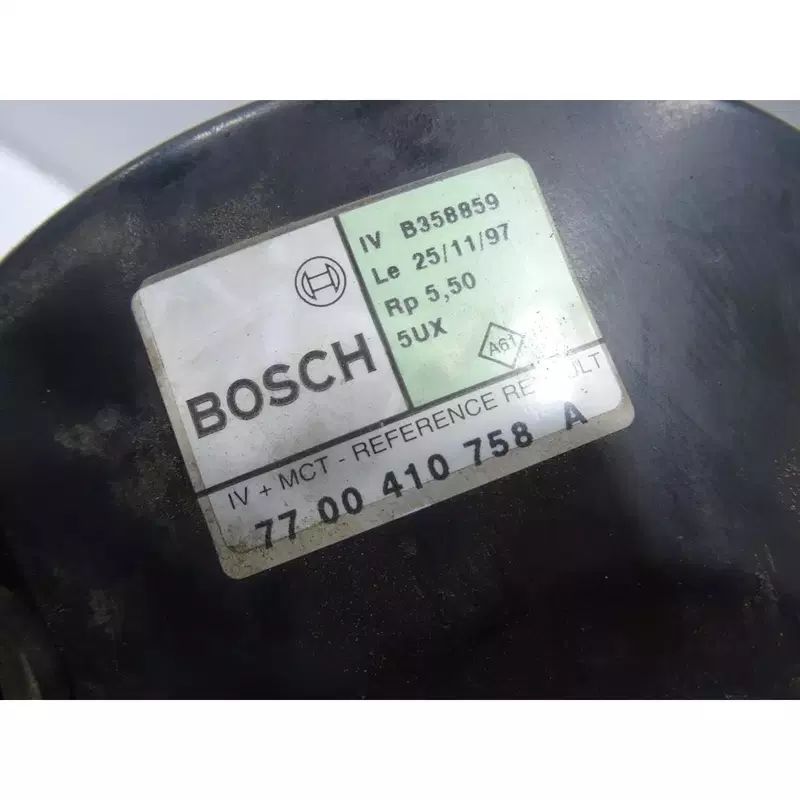 IV B358859
Le 25/11/97
Rp 5,50
5UX
A61
BOSCH
IV + MCT - REFERENCE RENAULT
77 00 410 758 A